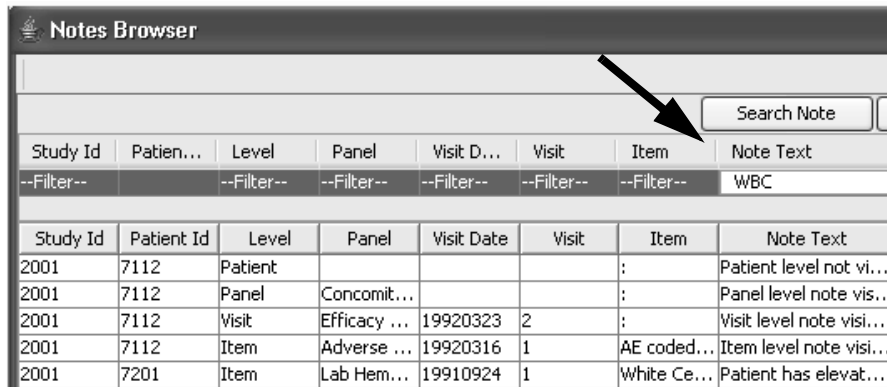 Notes Browser
Search Note
Study Id Patien... Level Panel Visit D... Visit Item Note Text
--Filter-- --Filter-- --Filter-- --Filter-- --Filter-- --Filter-- WBC
Study Id Patient Id Level Panel Visit Date Visit Item Note Text
2001 7112 Patient : Patient level not vi...
2001 7112 Panel Concomit... : Panel level note vis..
2001 7112 Visit Efficacy ... 19920323 2 : Visit level note visi...
2001 7112 Item Adverse ... 19920316 1 AE coded... Item level note visi...
2001 7201 Item Lab Hem... 19910924 1 White Ce... Patient has elevat...